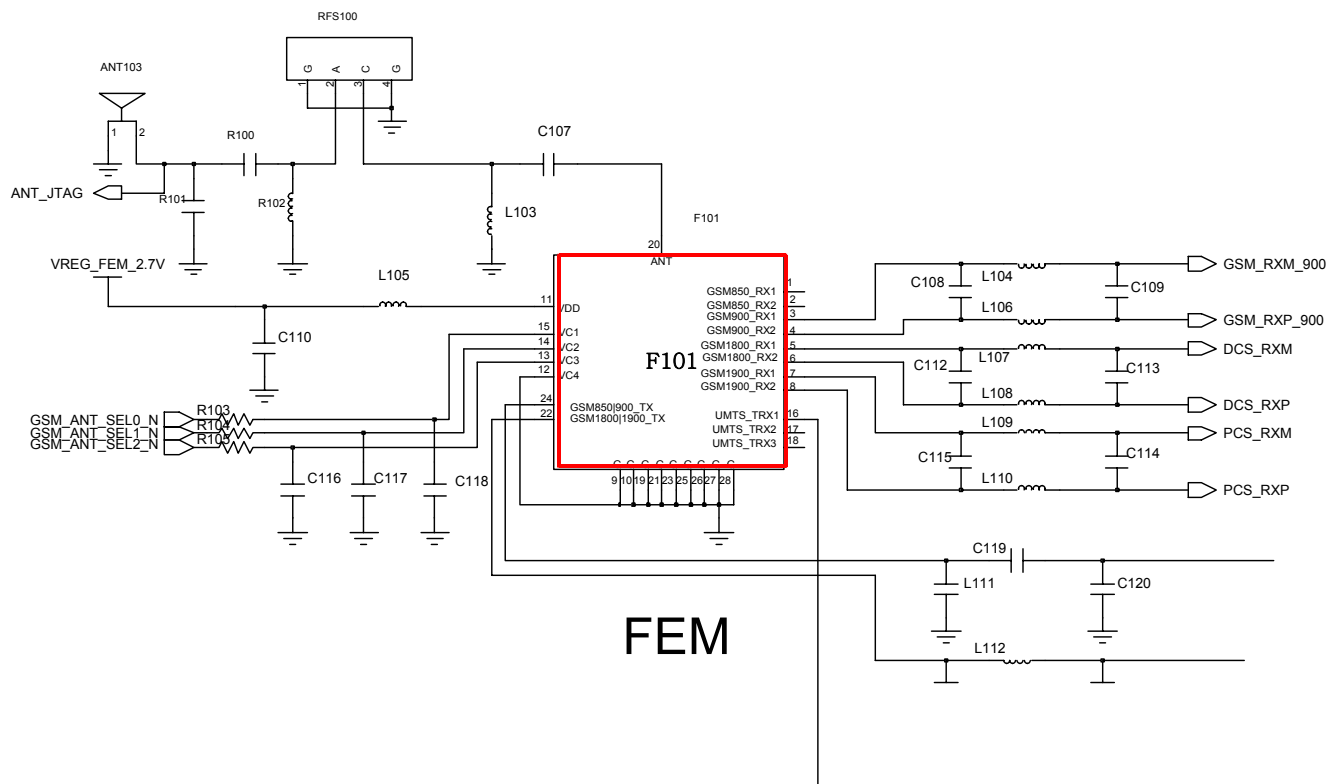 RFS100
G A C G
1 2 3 4
ANT103
1 2
R100
C107
ANT_JTAG
R101
R102
L103
F101
20
ANT
VREG_FEM_2.7V
L105
C110
11
VDD
15
VC1
14
VC2
13
VC3
12
VC4
24
GSM850|900_TX
22
GSM1800|1900_TX
F101
GSM850_RX1
1
GSM850_RX2
2
GSM900_RX1
3
GSM900_RX2
4
GSM1800_RX1
5
GSM1800_RX2
6
GSM1900_RX1
7
GSM1900_RX2
8
UMTS_TRX1
16
UMTS_TRX2
17
UMTS_TRX3
18
G G G G G G G G G
9 10 19 21 23 25 26 27 28
C108
L104
C109
GSM_RXM_900
L106
GSM_RXP_900
C112
L107
C113
DCS_RXM
L108
DCS_RXP
L109
PCS_RXM
C115
C114
L110
PCS_RXP
GSM_ANT_SEL0_N
R103
GSM_ANT_SEL1_N
R104
GSM_ANT_SEL2_N
R105
C116
C117
C118
C119
L111
C120
L112
FEM